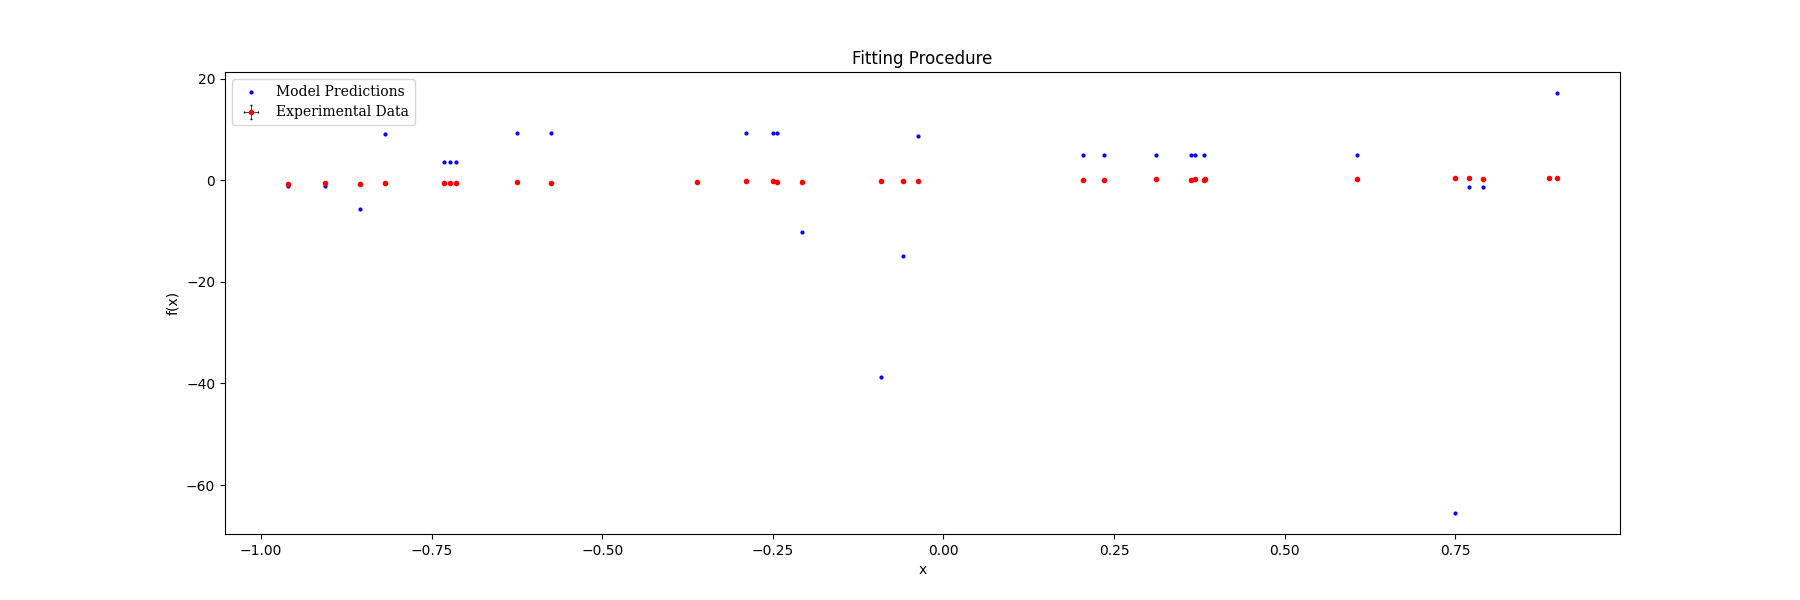 Fitting Procedure
Model Predictions
Experimental Data
f(x)
20
0
−20
−40
−60
−1.00
−0.75
−0.50
−0.25
0.00
0.25
0.50
0.75
x